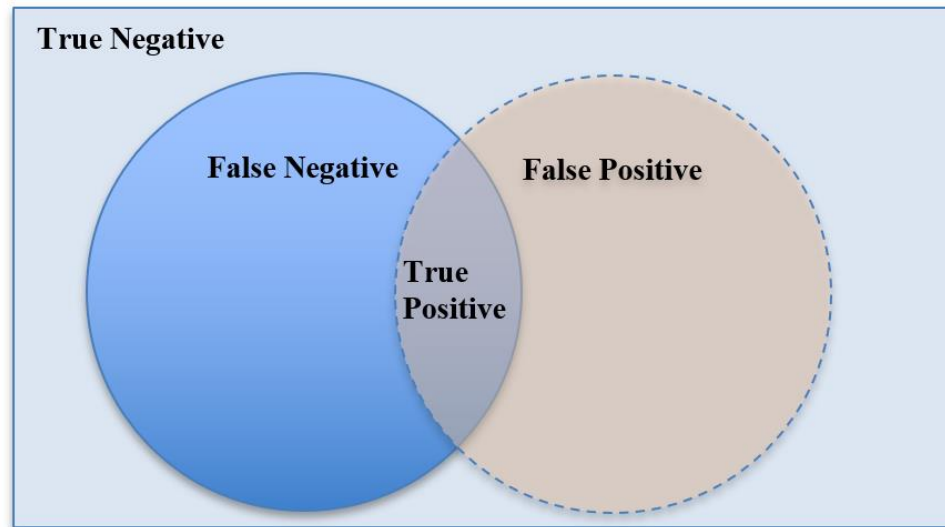 True Negative
False Negative
False Positive
True
Positive